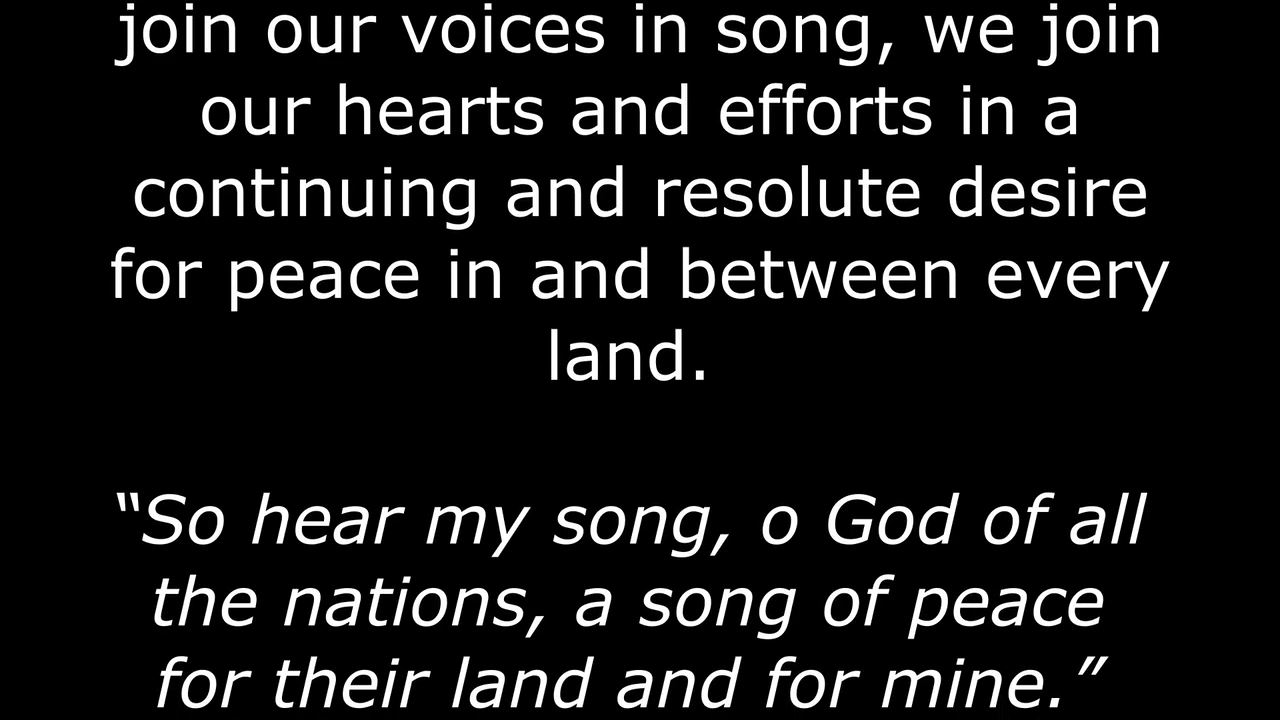 join our voices in song, we join
our hearts and efforts in a
continuing and resolute desire
for peace in and between every
land.
“So hear my song, o God of all
the nations, a song of peace
for their land and for mine.”